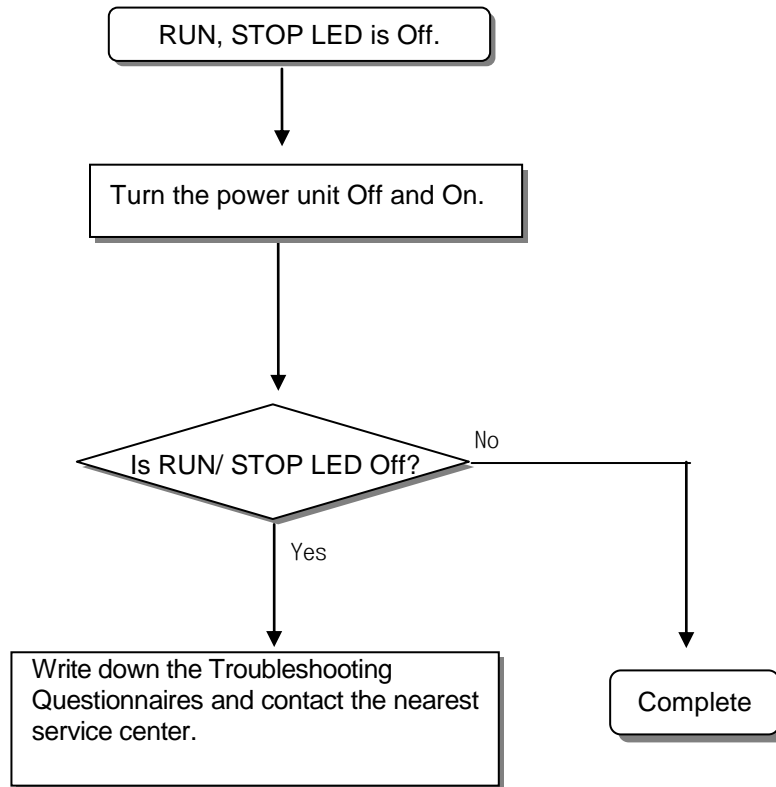 RUN, STOP LED is Off.
Turn the power unit Off and On.
Is RUN/ STOP LED Off?
No
Yes
Write down the Troubleshooting
Questionnaires and contact the nearest
service center.
Complete